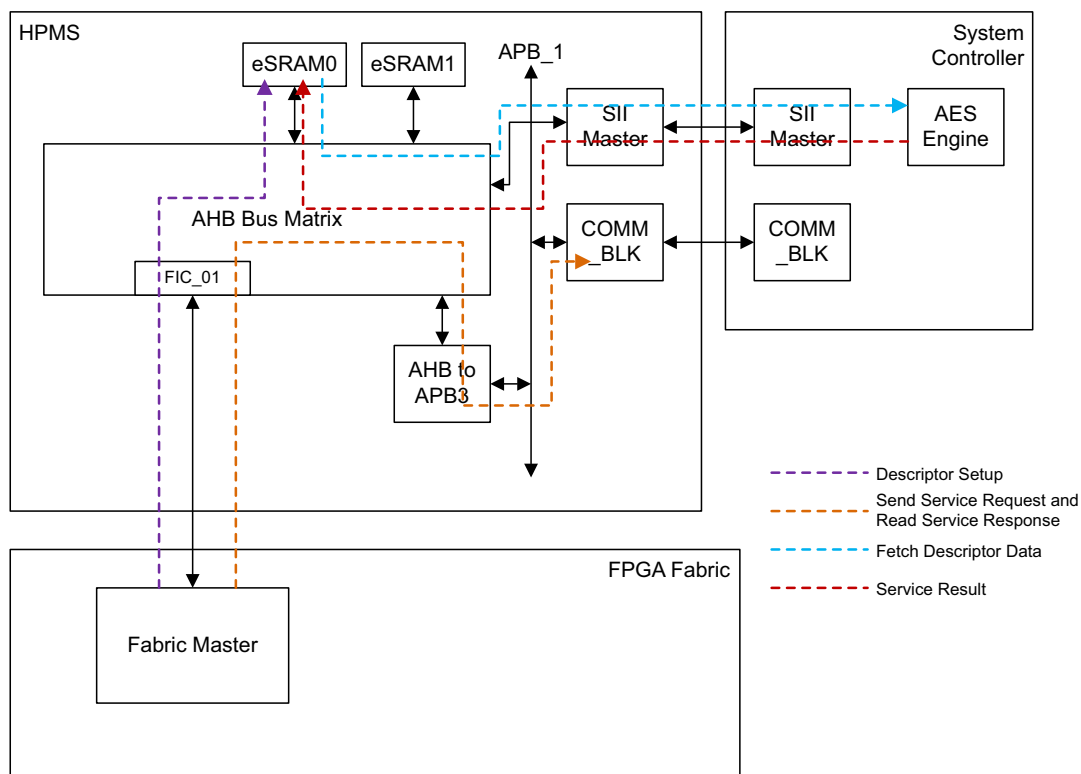 HPMS
System
Controller
eSRAM0
eSRAM1
APB_1
SII
Master
SII
Master
AES
Engine
AHB Bus Matrix
COMM
_BLK
COMM
_BLK
FIC_01
AHB to
APB3
Descriptor Setup
Send Service Request and
Read Service Response
Fetch Descriptor Data
Service Result
FPGA Fabric
Fabric Master